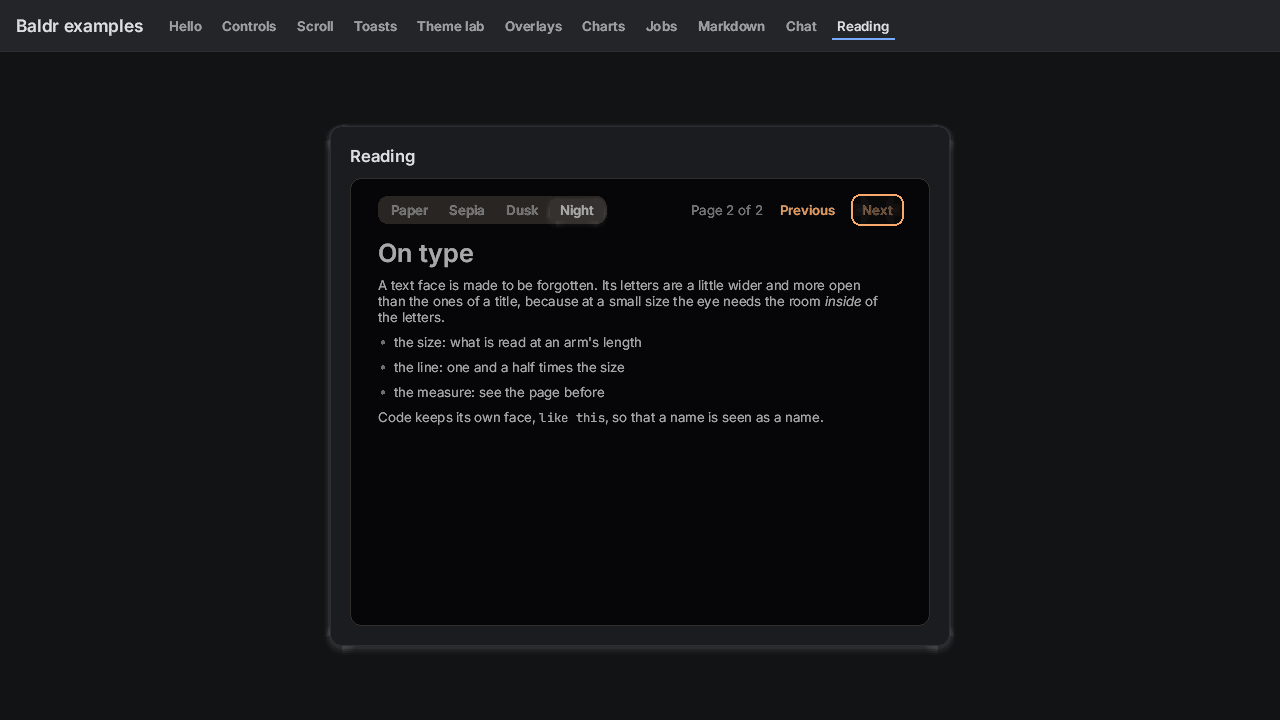 Baldr examples Hello Controls Scroll Toasts Theme lab Overlays Charts Jobs Markdown Chat Reading
Reading
Paper Sepia Dusk Night Page 2 of 2 Previous Next
On type
A text face is made to be forgotten. Its letters are a little wider and more open
than the ones of a title, because at a small size the eye needs the room inside of
the letters.
• the size: what is read at an arm's length
• the line: one and a half times the size
• the measure: see the page before
Code keeps its own face, like this, so that a name is seen as a name.